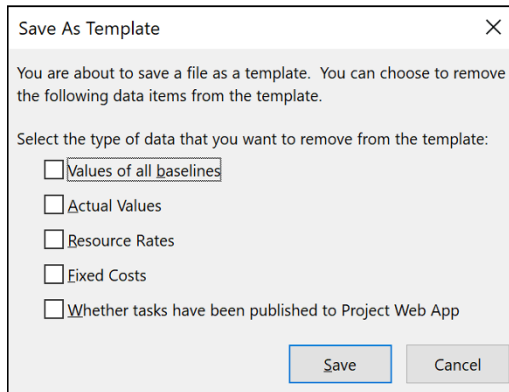 Save As Template
You are about to save a file as a template.  You can choose to remove
the following data items from the template.
Select the type of data that you want to remove from the template:
Values of all baselines
Actual Values
Resource Rates
Fixed Costs
Whether tasks have been published to Project Web App
Save Cancel